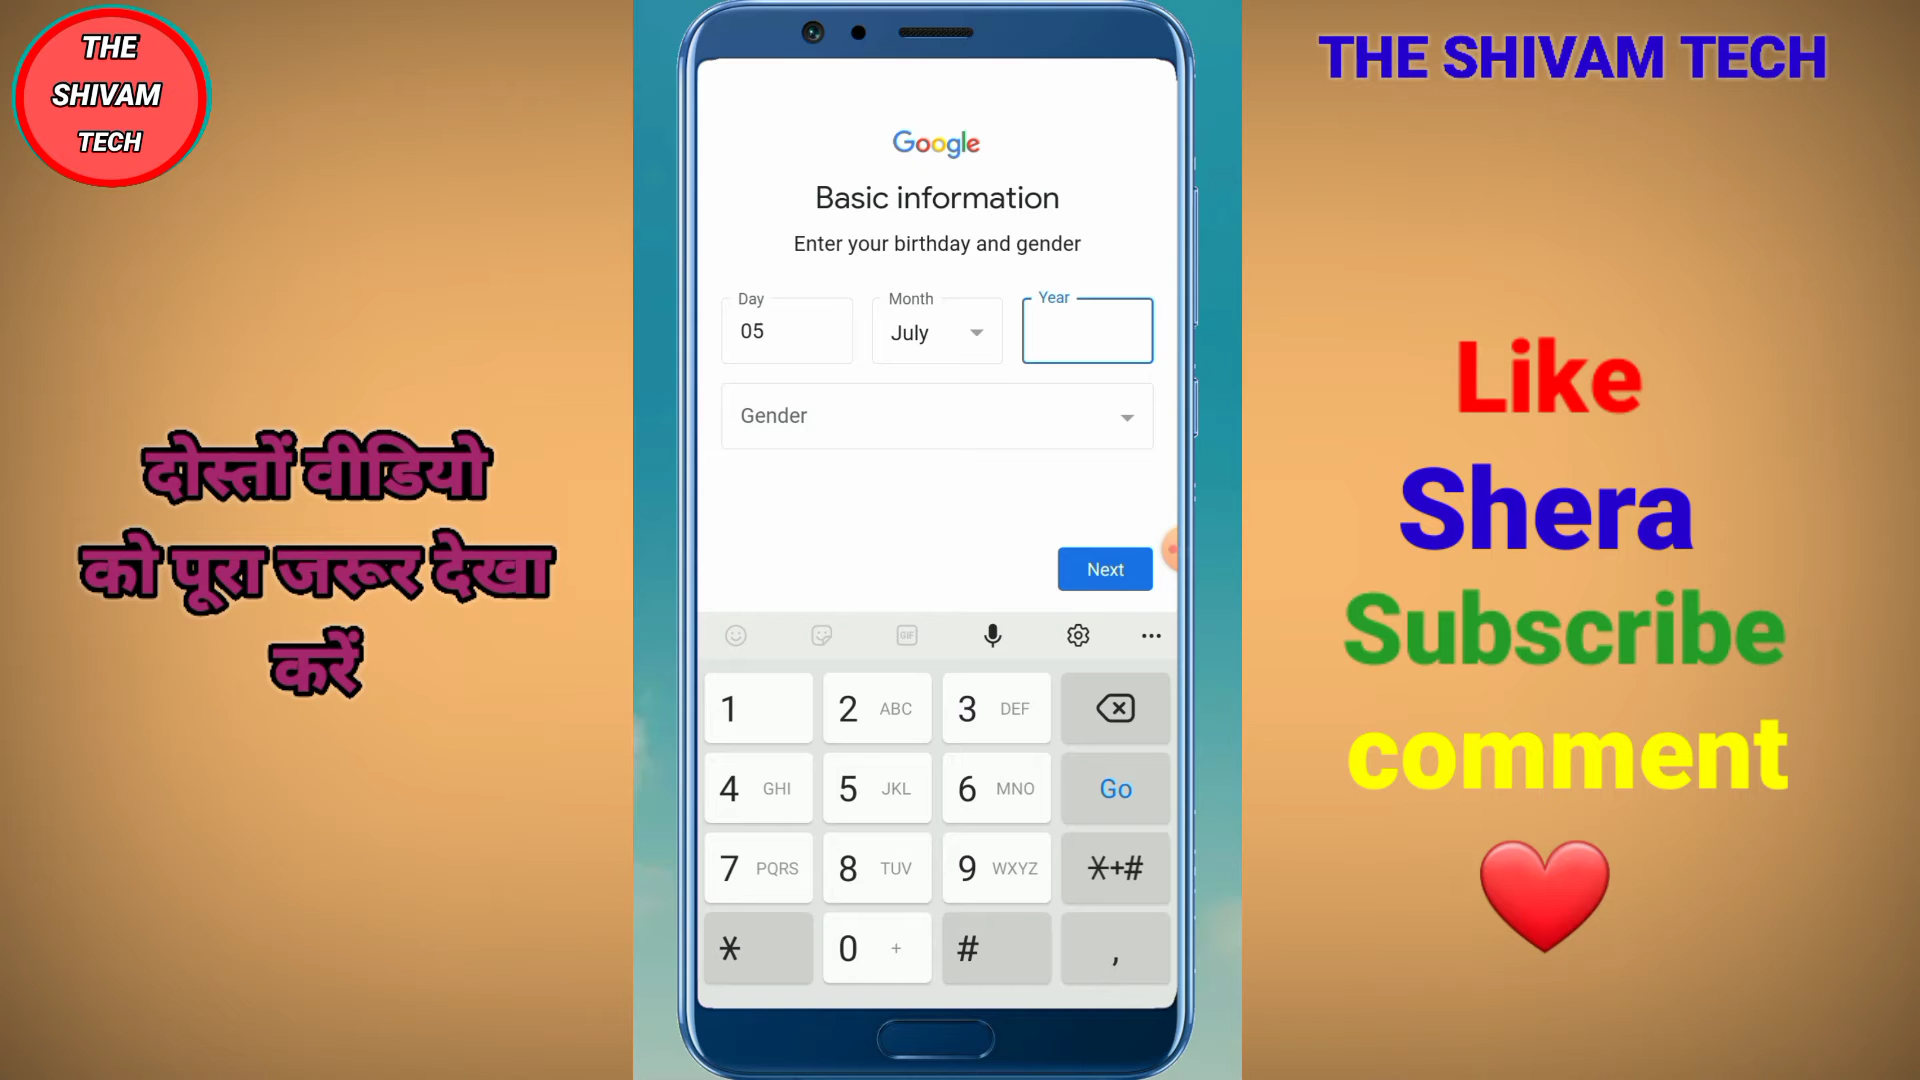 THE
SHIVAM
TECH
दोस्तों वीडियो
को पूरा जरूर देखा
करें
Google
Basic information
Enter your birthday and gender
Day
Month
Year
05
July
Gender
Next
GIF
1
2 ABC
3 DEF
4 GHI
5 JKL
6 MNO
Go
7 PQRS
8 TUV
9 WXYZ
*+#
*
0 +
#
,
THE SHIVAM TECH
Like
Shera
Subscribe
comment